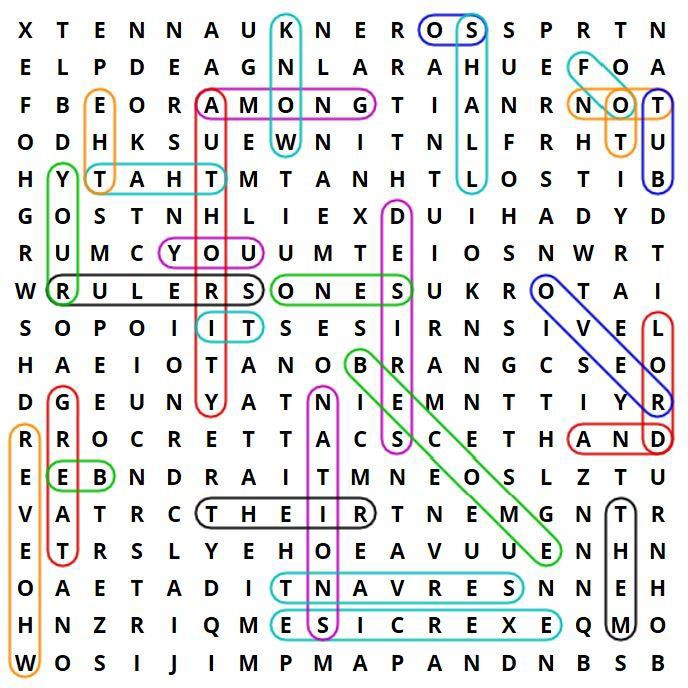 X T E N N A U K N E R O S S P R T N
E L P D E A G N L A R A H U E F O A
F B E O R A M O N G T I A N R N O T
O D H K S U E W N I T N L F R H T U
H Y T A H T M T A N H T L O S T I B
G O S T N H L I E X D U I H A D Y D
R U M C Y O U U M T E I O S N W R T
W R U L E R S O N E S U K R O T A I
S O P O I I T S E S I R N S I V E L
H A E I O T A N O B R A N G C S E O
D G E U N Y A T N I E M N T T I Y R
R R O C R E T T A C S C E T H A N D
E E B N D R A I T M N E O S L Z T U
V A T R C T H E I R T N E M G N T R
E T R S L Y E H O E A V U U E N H N
O A E T A D I T N A V R E S N N E H
H N Z R I Q M E S I C R E X E Q M O
W O S I J I M P M A P A N D N B S B